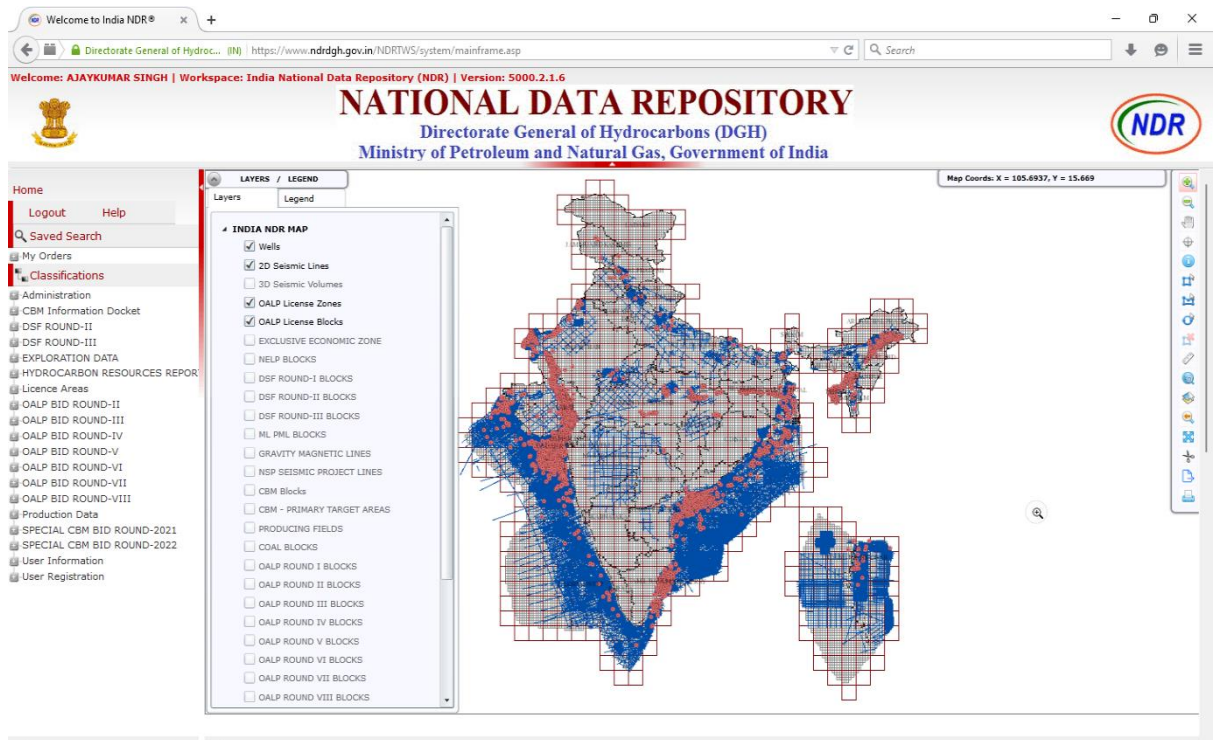 Welcome to India NDR®
Directorate General of Hydroc... (IN) https://www.ndrdgh.gov.in/NDRTWS/system/mainframe.asp
Search
Welcome: AJAYKUMAR SINGH | Workspace: India National Data Repository (NDR) | Version: 5000.2.1.6
NATIONAL DATA REPOSITORY
Directorate General of Hydrocarbons (DGH)
Ministry of Petroleum and Natural Gas, Government of India
NDR
Home
Logout Help
Saved Search
My Orders
Classifications
Administration
CBM Information Docket
DSF ROUND-II
DSF ROUND-III
EXPLORATION DATA
HYDROCARBON RESOURCES REPOR
Licence Areas
OALP BID ROUND-II
OALP BID ROUND-III
OALP BID ROUND-IV
OALP BID ROUND-V
OALP BID ROUND-VI
OALP BID ROUND-VII
OALP BID ROUND-VIII
Production Data
SPECIAL CBM BID ROUND-2021
SPECIAL CBM BID ROUND-2022
User Information
User Registration
LAYERS / LEGEND
Layers Legend
INDIA NDR MAP
Wells
2D Seismic Lines
3D Seismic Volumes
OALP License Zones
OALP License Blocks
EXCLUSIVE ECONOMIC ZONE
NELP BLOCKS
DSF ROUND-I BLOCKS
DSF ROUND-II BLOCKS
DSF ROUND-III BLOCKS
ML PML BLOCKS
GRAVITY MAGNETIC LINES
NSP SEISMIC PROJECT LINES
CBM Blocks
CBM - PRIMARY TARGET AREAS
PRODUCING FIELDS
COAL BLOCKS
OALP ROUND I BLOCKS
OALP ROUND II BLOCKS
OALP ROUND III BLOCKS
OALP ROUND IV BLOCKS
OALP ROUND V BLOCKS
OALP ROUND VI BLOCKS
OALP ROUND VII BLOCKS
OALP ROUND VIII BLOCKS
Map Coords: X = 105.6937, Y = 15.669